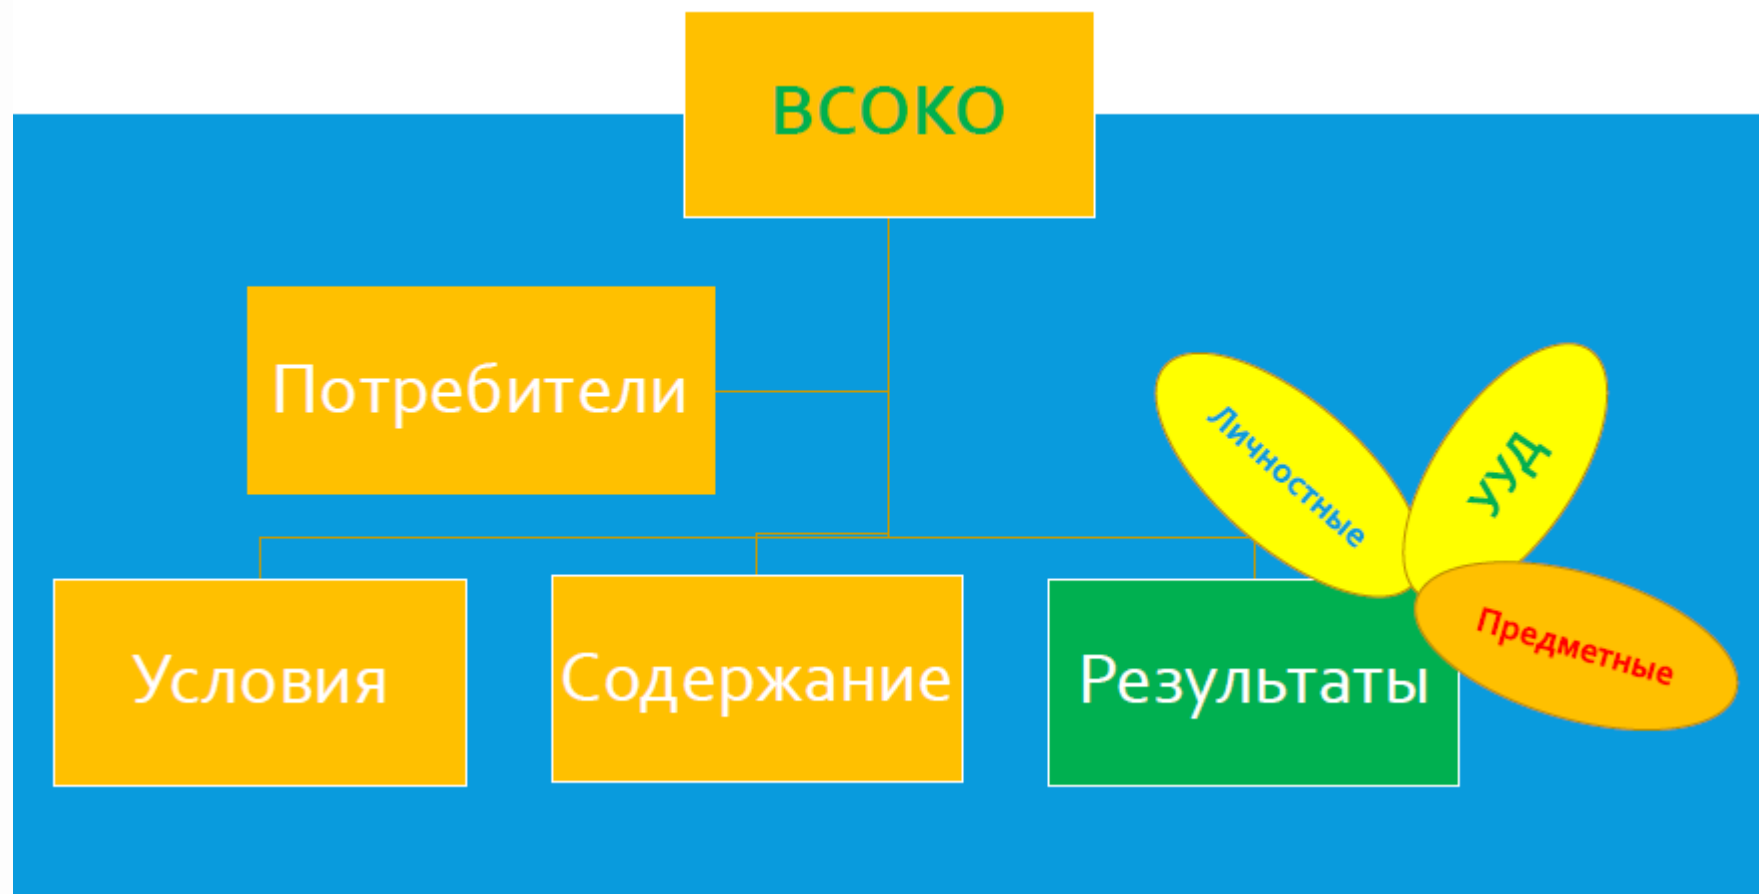 ВСОКО
Потребители
Личностные
УУД
Предметные
Условия
Содержание
Результаты